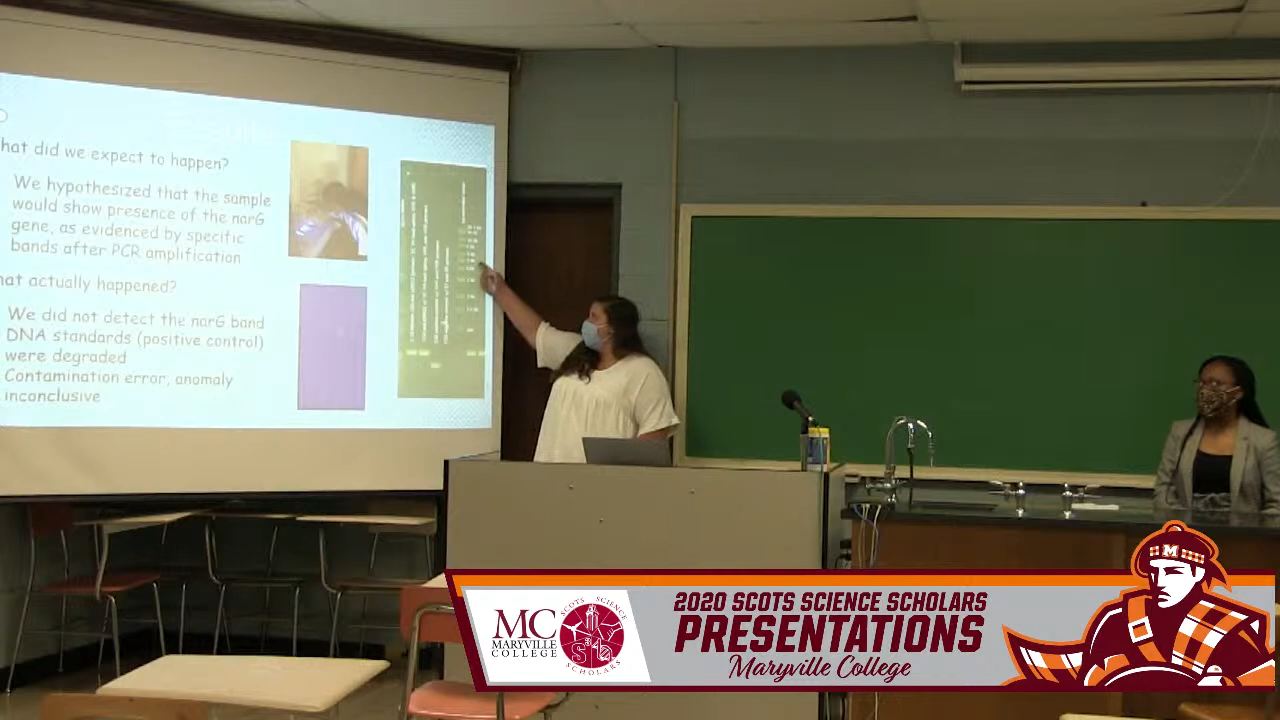 hat did we expect to happen?
We hypothesized that the sample
would show presence of the narG
gene, as evidenced by specific
bands after PCR amplification
hat actually happened?
We did not detect the narG band
DNA standards (positive control)
were degraded
Contamination error, anomaly
inconclusive
MC
MARYVILLE
COLLEGE
SCOTS SCIENCE
SCHOLARS
2020 SCOTS SCIENCE SCHOLARS
PRESENTATIONS
Maryville College
M